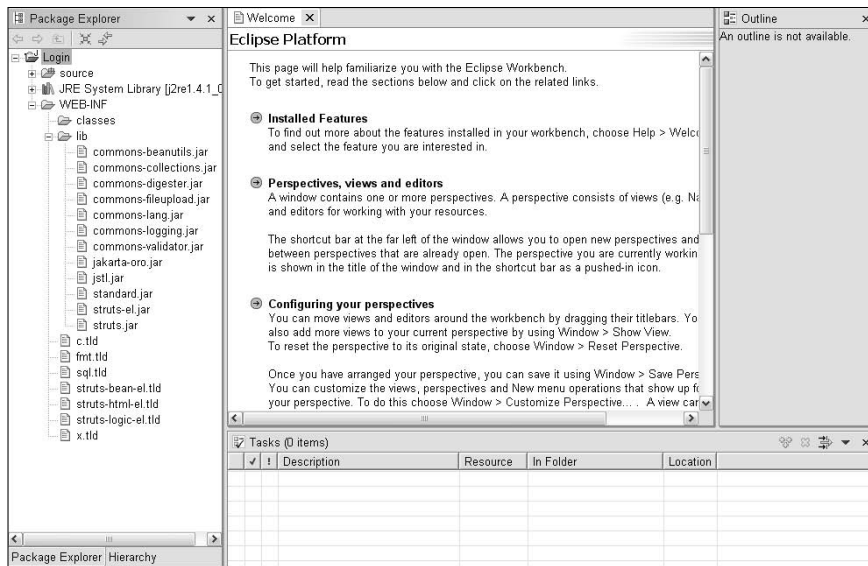 Package Explorer
Login
source
JRE System Library [j2re1.4.1_0
WEB-INF
classes
lib
commons-beanutils.jar
commons-collections.jar
commons-digester.jar
commons-fileupload.jar
commons-lang.jar
commons-logging.jar
commons-validator.jar
jakarta-oro.jar
jstl.jar
standard.jar
struts-el.jar
struts.jar
c.tld
fmt.tld
sql.tld
struts-bean-el.tld
struts-html-el.tld
struts-logic-el.tld
x.tld
Package Explorer Hierarchy
Welcome
Eclipse Platform
This page will help familiarize you with the Eclipse Workbench.
To get started, read the sections below and click on the related links.
Installed Features
To find out more about the features installed in your workbench, choose Help > Welc
and select the feature you are interested in.
Perspectives, views and editors
A window contains one or more perspectives. A perspective consists of views (e.g. Na
and editors for working with your resources.
The shortcut bar at the far left of the window allows you to open new perspectives and
between perspectives that are already open. The perspective you are currently workin
is shown in the title of the window and in the shortcut bar as a pushed-in icon.
Configuring your perspectives
You can move views and editors around the workbench by dragging their titlebars. Yo
also add more views to your current perspective by using Window > Show View.
To reset the perspective to its original state, choose Window > Reset Perspective.
Once you have arranged your perspective, you can save it using Window > Save Pers
You can customize the views, perspectives and New menu operations that show up fo
your perspective. To do this choose Window > Customize Perspective... . A view can
Outline
An outline is not available.
Tasks (0 items)
! Description Resource In Folder Location